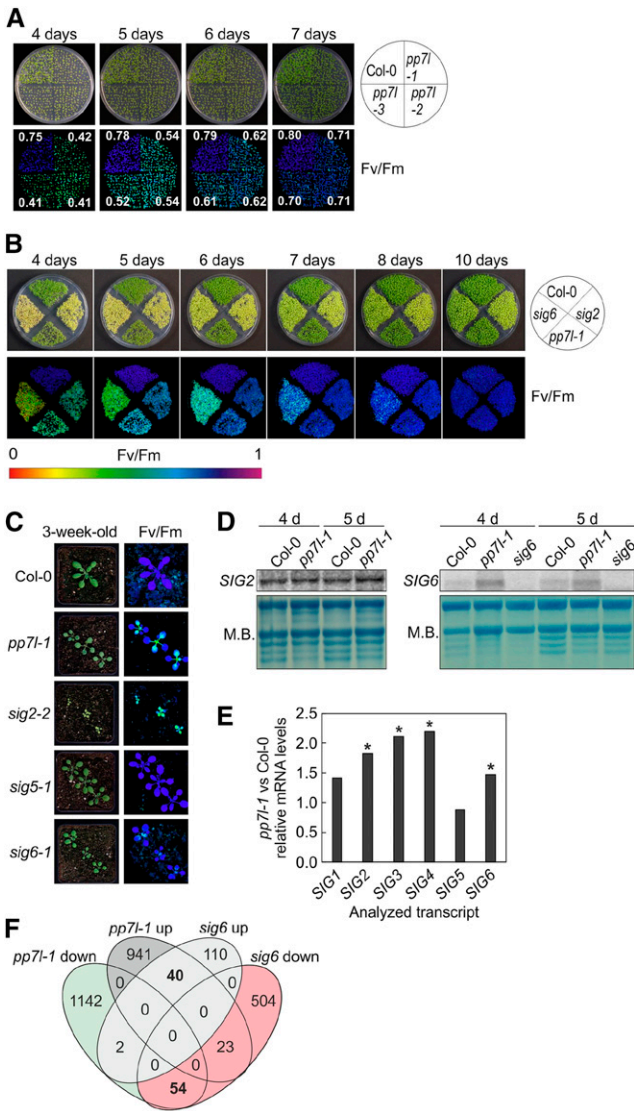 A
4 days 5 days 6 days 7 days
Col-0 pp7l
-1
pp7l pp7l
-3 -2
0.75 0.42 0.78 0.54 0.79 0.62 0.80 0.71
Fv/Fm
0.41 0.41 0.52 0.54 0.61 0.62 0.70 0.71
B
4 days 5 days 6 days 7 days 8 days 10 days
Col-0
sig6 sig2
pp7l-1
Fv/Fm
0 Fv/Fm 1
C
3-week-old Fv/Fm
Col-0
pp7l-1
sig2-2
sig5-1
sig6-1
D
4 d 5 d
Col-0 pp7l-1 Col-0 pp7l-1
SIG2
M.B.
4 d 5 d
Col-0 pp7l-1 sig6 Col-0 pp7l-1 sig6
SIG6
M.B.
E
pp7l-1 vs Col-0
relative mRNA levels
2.5
2.0
1.5
1.0
0.5
0.0
* * * *
SIG1 SIG2 SIG3 SIG4 SIG5 SIG6
Analyzed transcript
F
pp7l-1 up sig6 up
pp7l-1 down sig6 down
941 110
1142 0 40 0 504
0 0
0
2 23
0 0
54